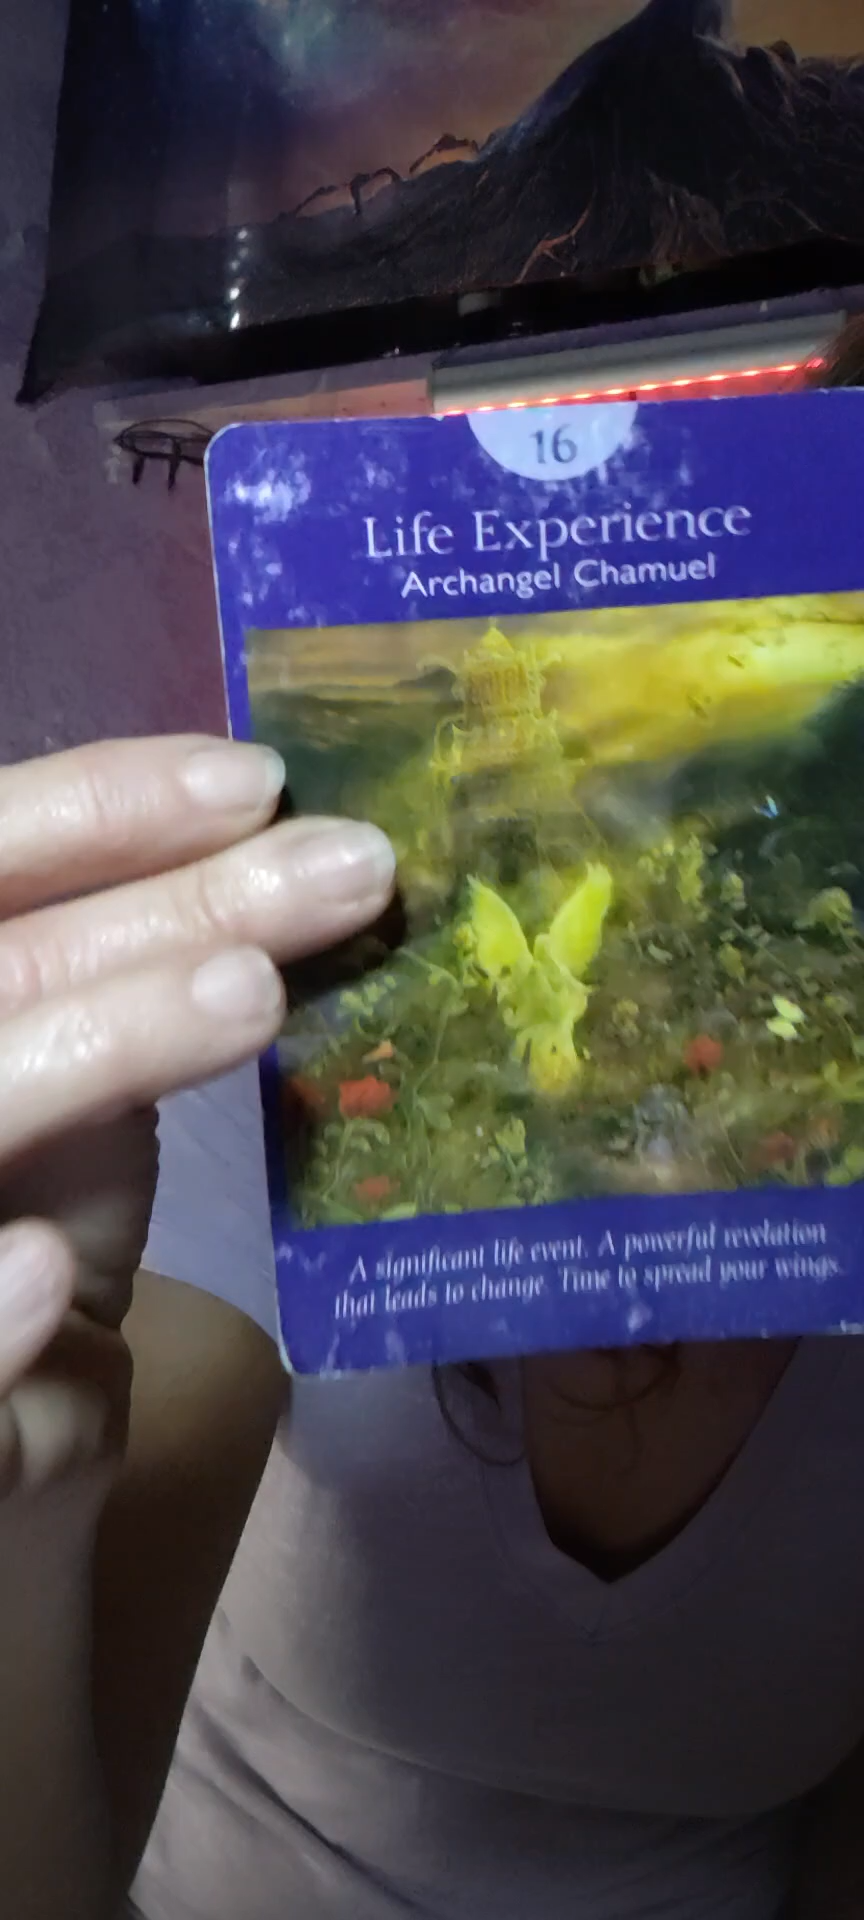 16
Life Experience
Archangel Chamuel
A significant life event. A powerful revelation
that leads to change. Time to spread your wings.